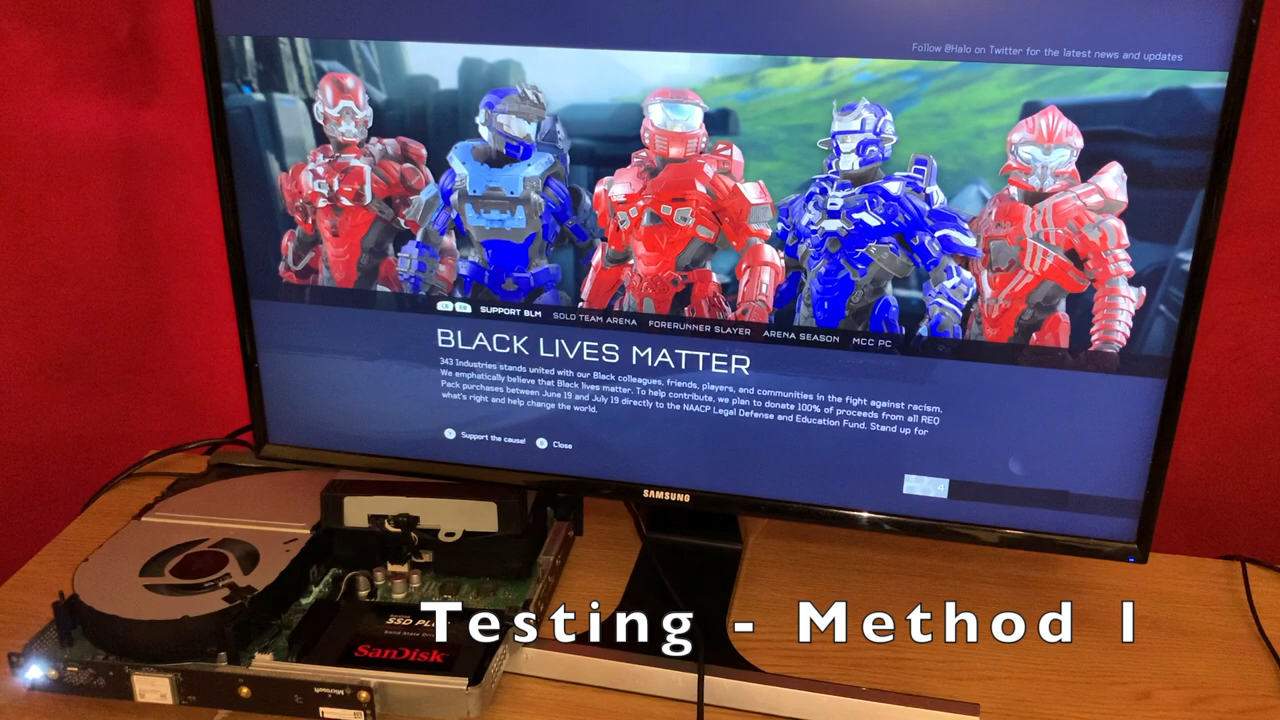 Follow @Halo on Twitter for the latest news and updates
LB RB SUPPORT BLM SOLO TEAM ARENA FORERUNNER SLAYER ARENA SEASON MCC PC
BLACK LIVES MATTER
343 Industries stands united with our Black colleagues, friends, players, and communities in the fight against racism.
We emphatically believe that Black lives matter. To help contribute, we plan to donate 100% of proceeds from all REQ
Pack purchases between June 19 and July 19 directly to the NAACP Legal Defense and Education Fund. Stand up for
what's right and help change the world.
Support the cause! Close
4
SAMSUNG
Testing - Method 1
SSD
SanDisk
Microsoft